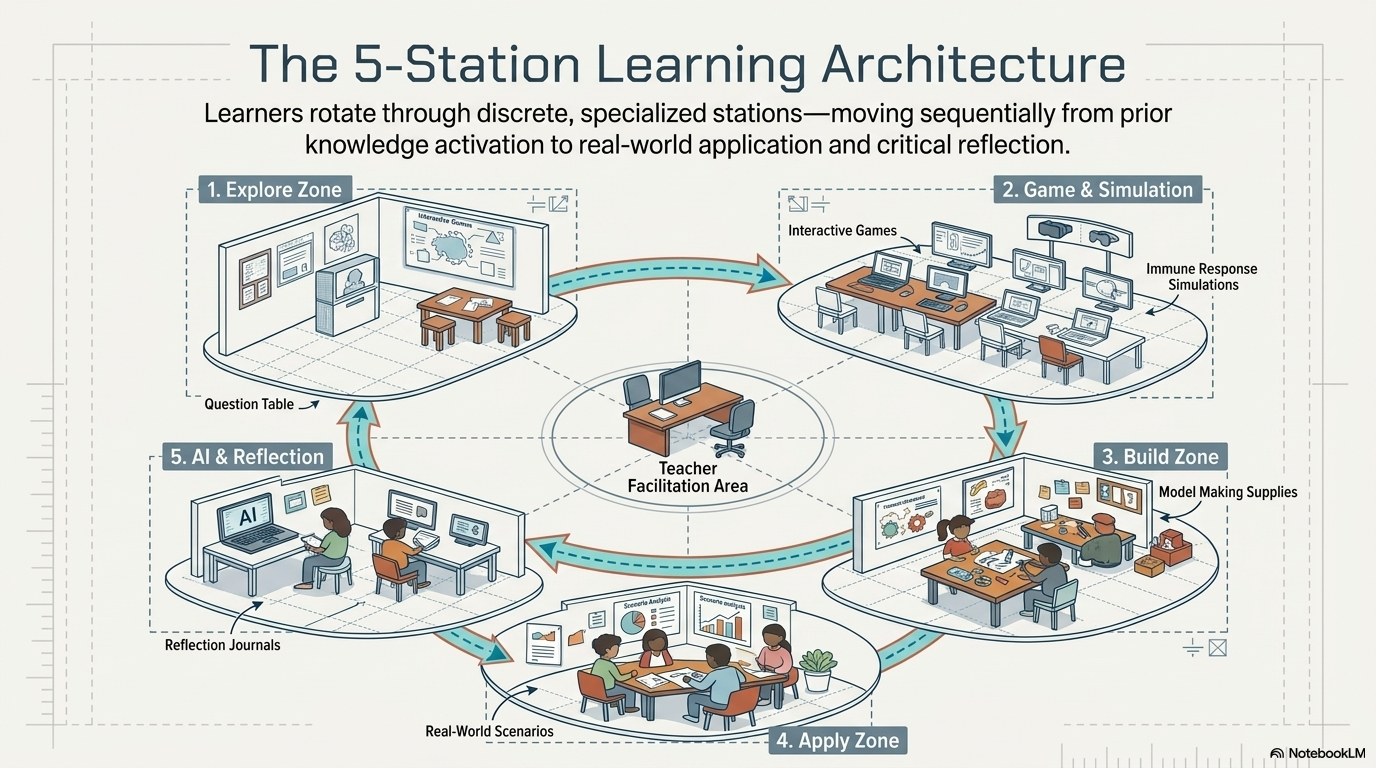 The 5-Station Learning Architecture
Learners rotate through discrete, specialized stations—moving sequentially from prior
knowledge activation to real-world application and critical reflection.
1. Explore Zone
Interactive Games
Question Table
2. Game & Simulation
Interactive Games
Immune Response
Simulations
Teacher
Facilitation Area
3. Build Zone
Model Making Supplies
5. AI & Reflection
AI
Reflection Journals
Scenario Analysis
Scenario analysis
Real-World Scenarios
4. Apply Zone
NotebookLM